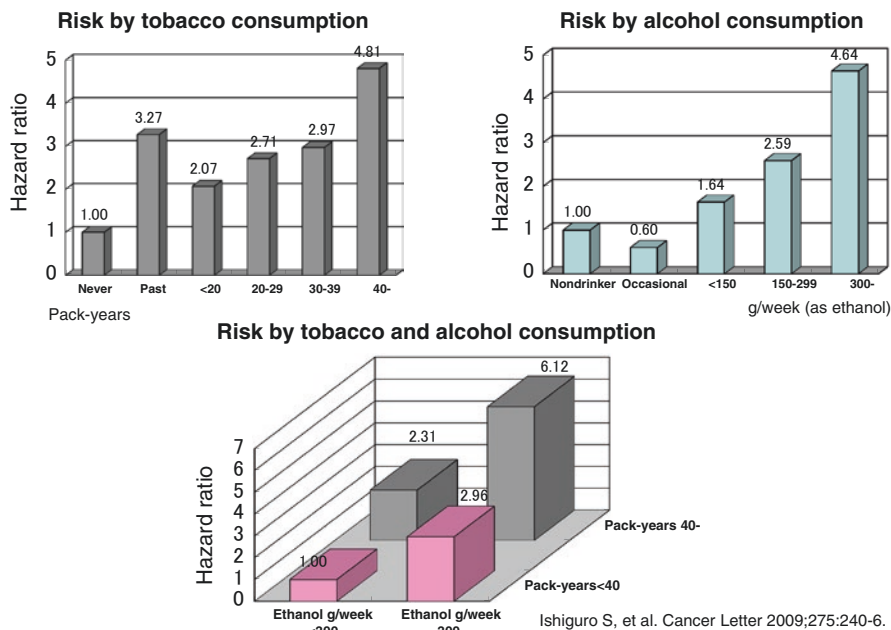 Risk by tobacco consumption
Hazard ratio
5
4
3
2
1
0
1.00
3.27
2.07
2.71
2.97
4.81
Never Past <20 20-29 30-39 40-
Pack-years
Risk by alcohol consumption
Hazard ratio
5
4
3
2
1
0
1.00
0.60
1.64
2.59
4.64
Nondrinker Occasional <150 150-299 300-
g/week (as ethanol)
Risk by tobacco and alcohol consumption
Hazard ratio
7
6
5
4
3
2
1
0
6.12
2.31
2.96
1.00
Pack-years 40-
Pack-years<40
Ethanol g/week
Ethanol g/week
Ishiguro S, et al. Cancer Letter 2009;275:240-6.